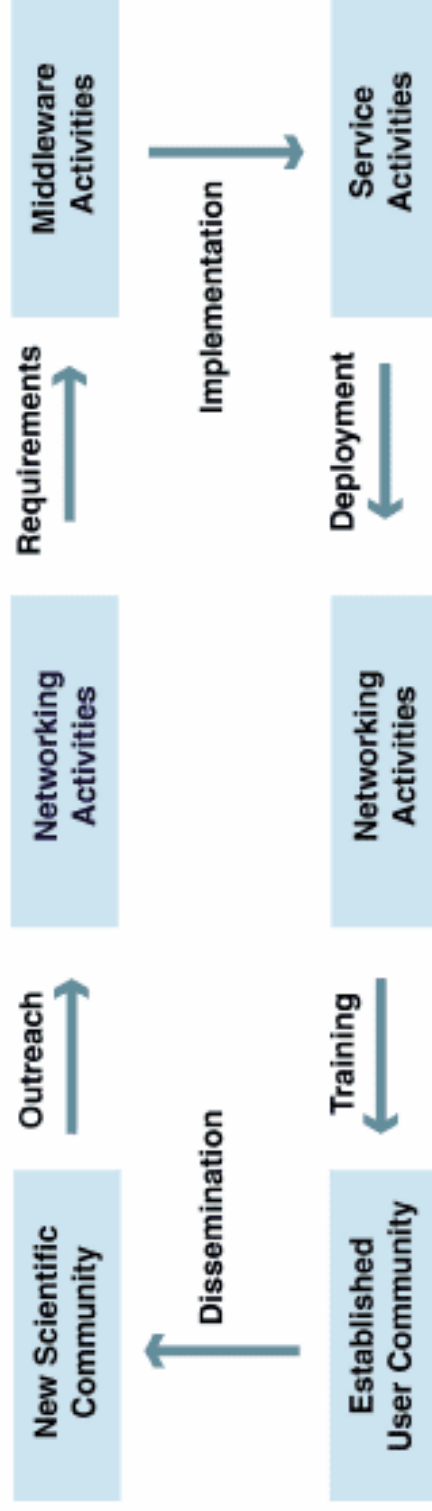 New Scientific
Community
Outreach
Networking
Activities
Requirements
Middleware
Activities
Dissemination
Implementation
Established
User Community
Training
Networking
Activities
Deployment
Service
Activities